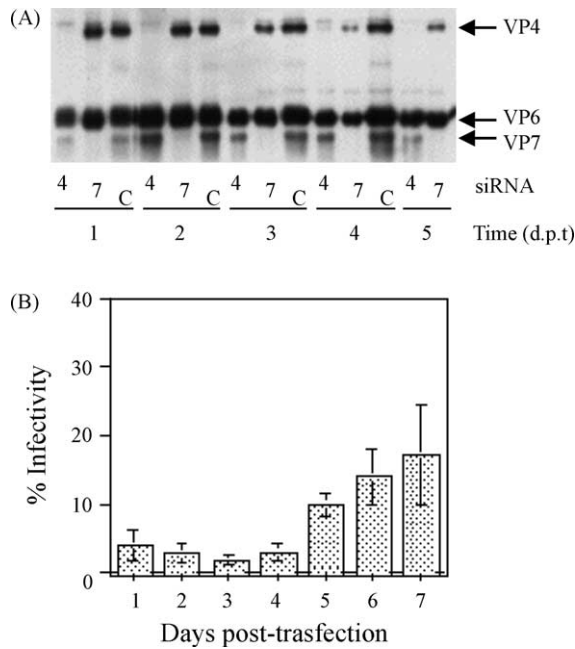 (A)
VP4
VP6
VP7
4 7 C 4 7 C 4 7 C 4 7 C 4 7 siRNA
1 2 3 4 5 Time (d.p.t)
(B)
40
30
20
10
0
% Infectivity
1 2 3 4 5 6 7
Days post-trasfection